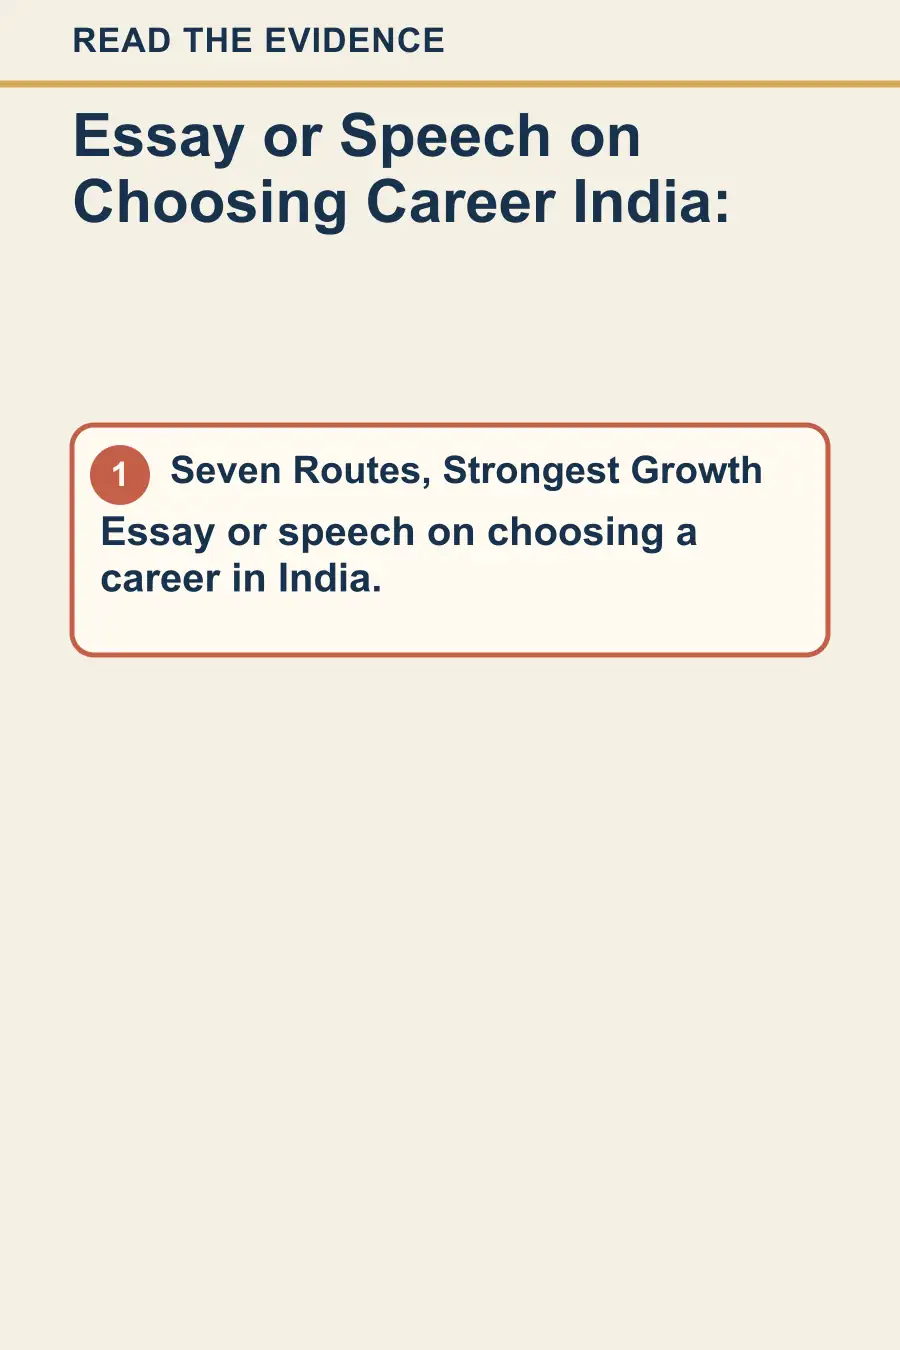 READ THE EVIDENCE
Essay or Speech on
Choosing Career India:
1 Seven Routes, Strongest Growth
Essay or speech on choosing a
career in India.